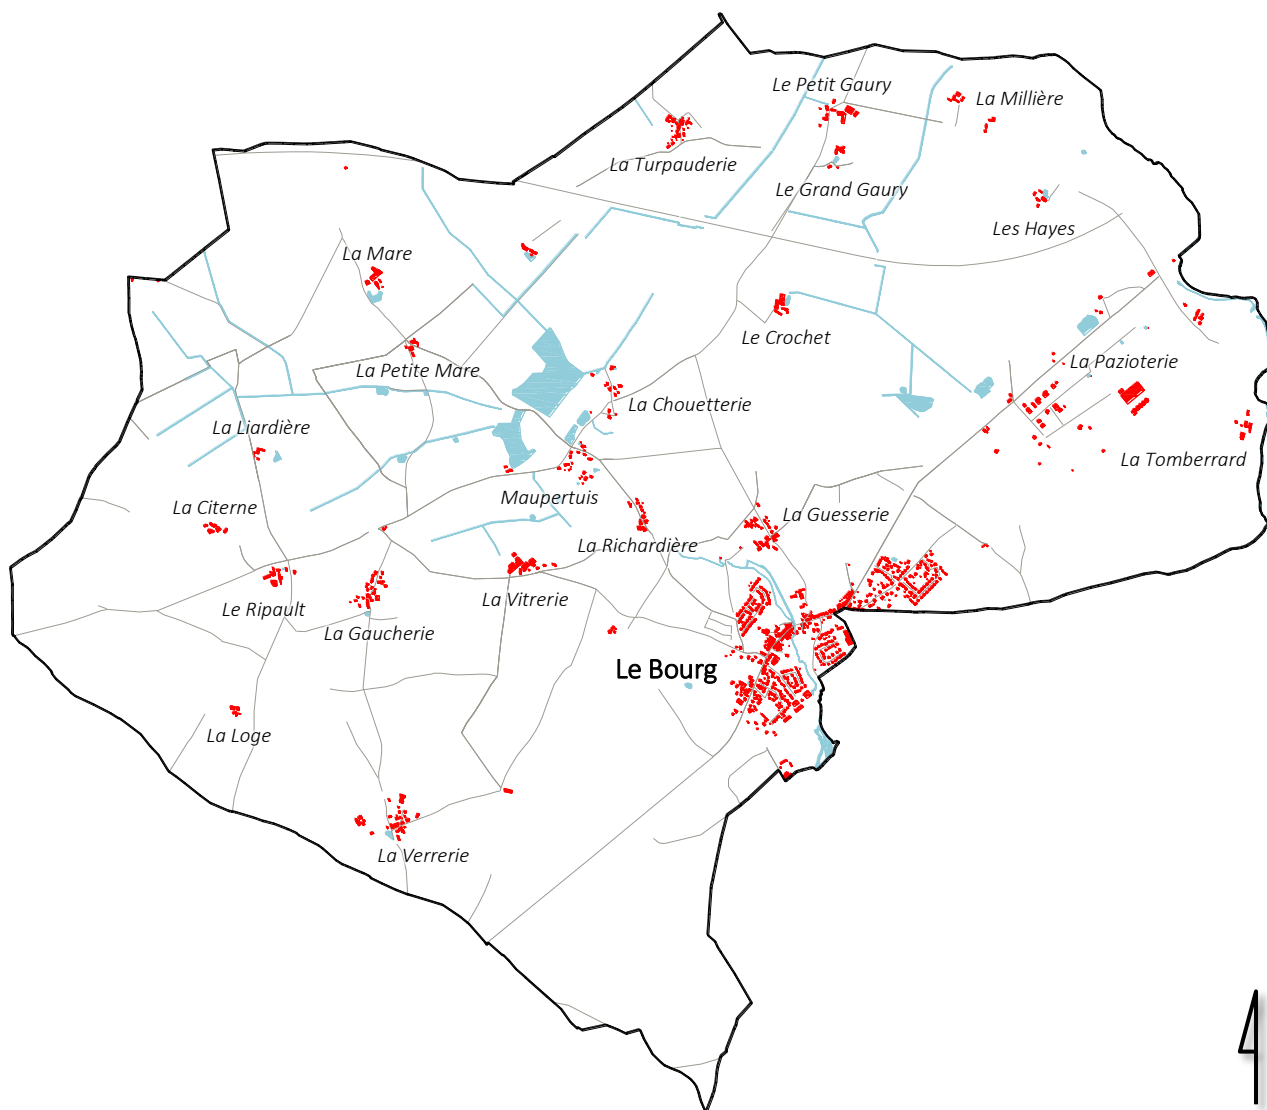 Le Petit Gaury
La Millière
La Turpauderie
Le Grand Gaury
Les Hayes
La Mare
Le Crochet
La Pazioterie
La Petite Mare
La Chouetterie
La Liardière
La Tomberrard
Maupertuis
La Citerne
La Guesserie
La Richardière
La Vitrerie
Le Ripault
La Gaucherie
Le Bourg
La Loge
La Verrerie